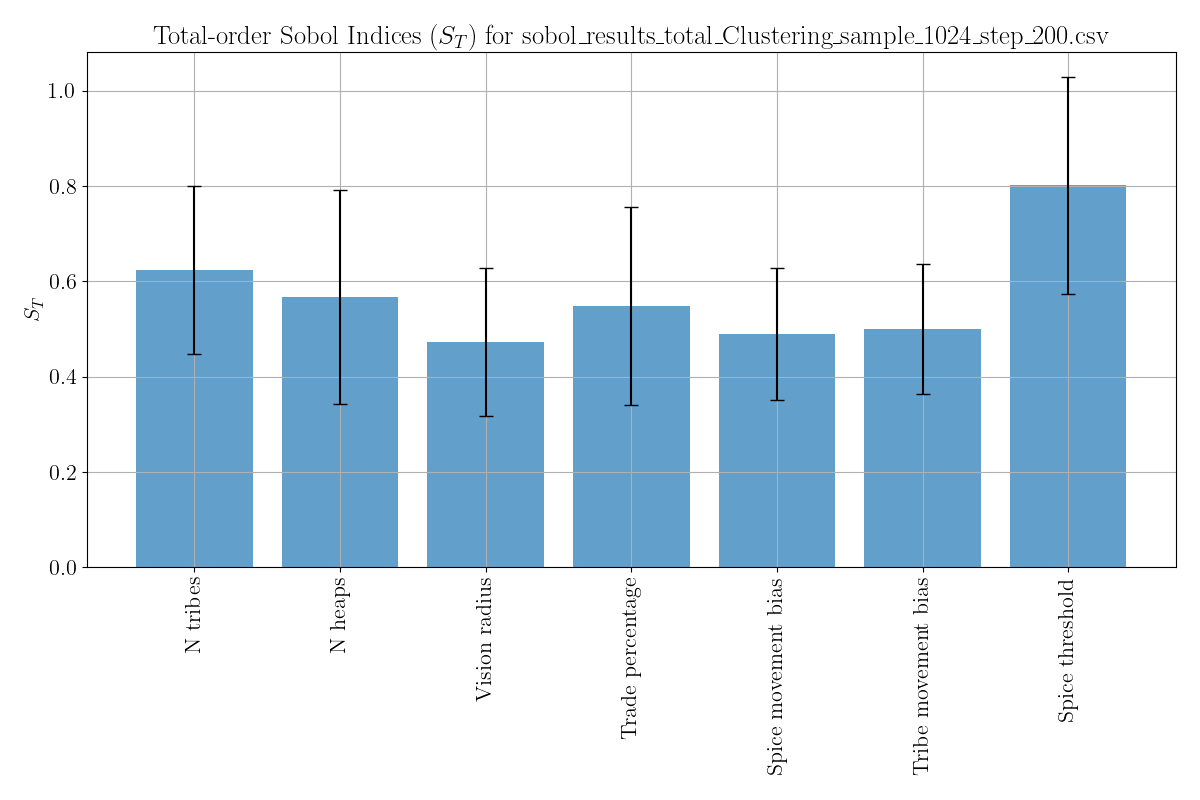 Total-order Sobol Indices (S_T) for sobol_results_total_Clustering_sample_1024_step_200.csv
1.0
0.8
0.6
0.4
0.2
0.0
S_T
N tribes
N heaps
Vision radius
Trade percentage
Spice movement bias
Tribe movement bias
Spice threshold